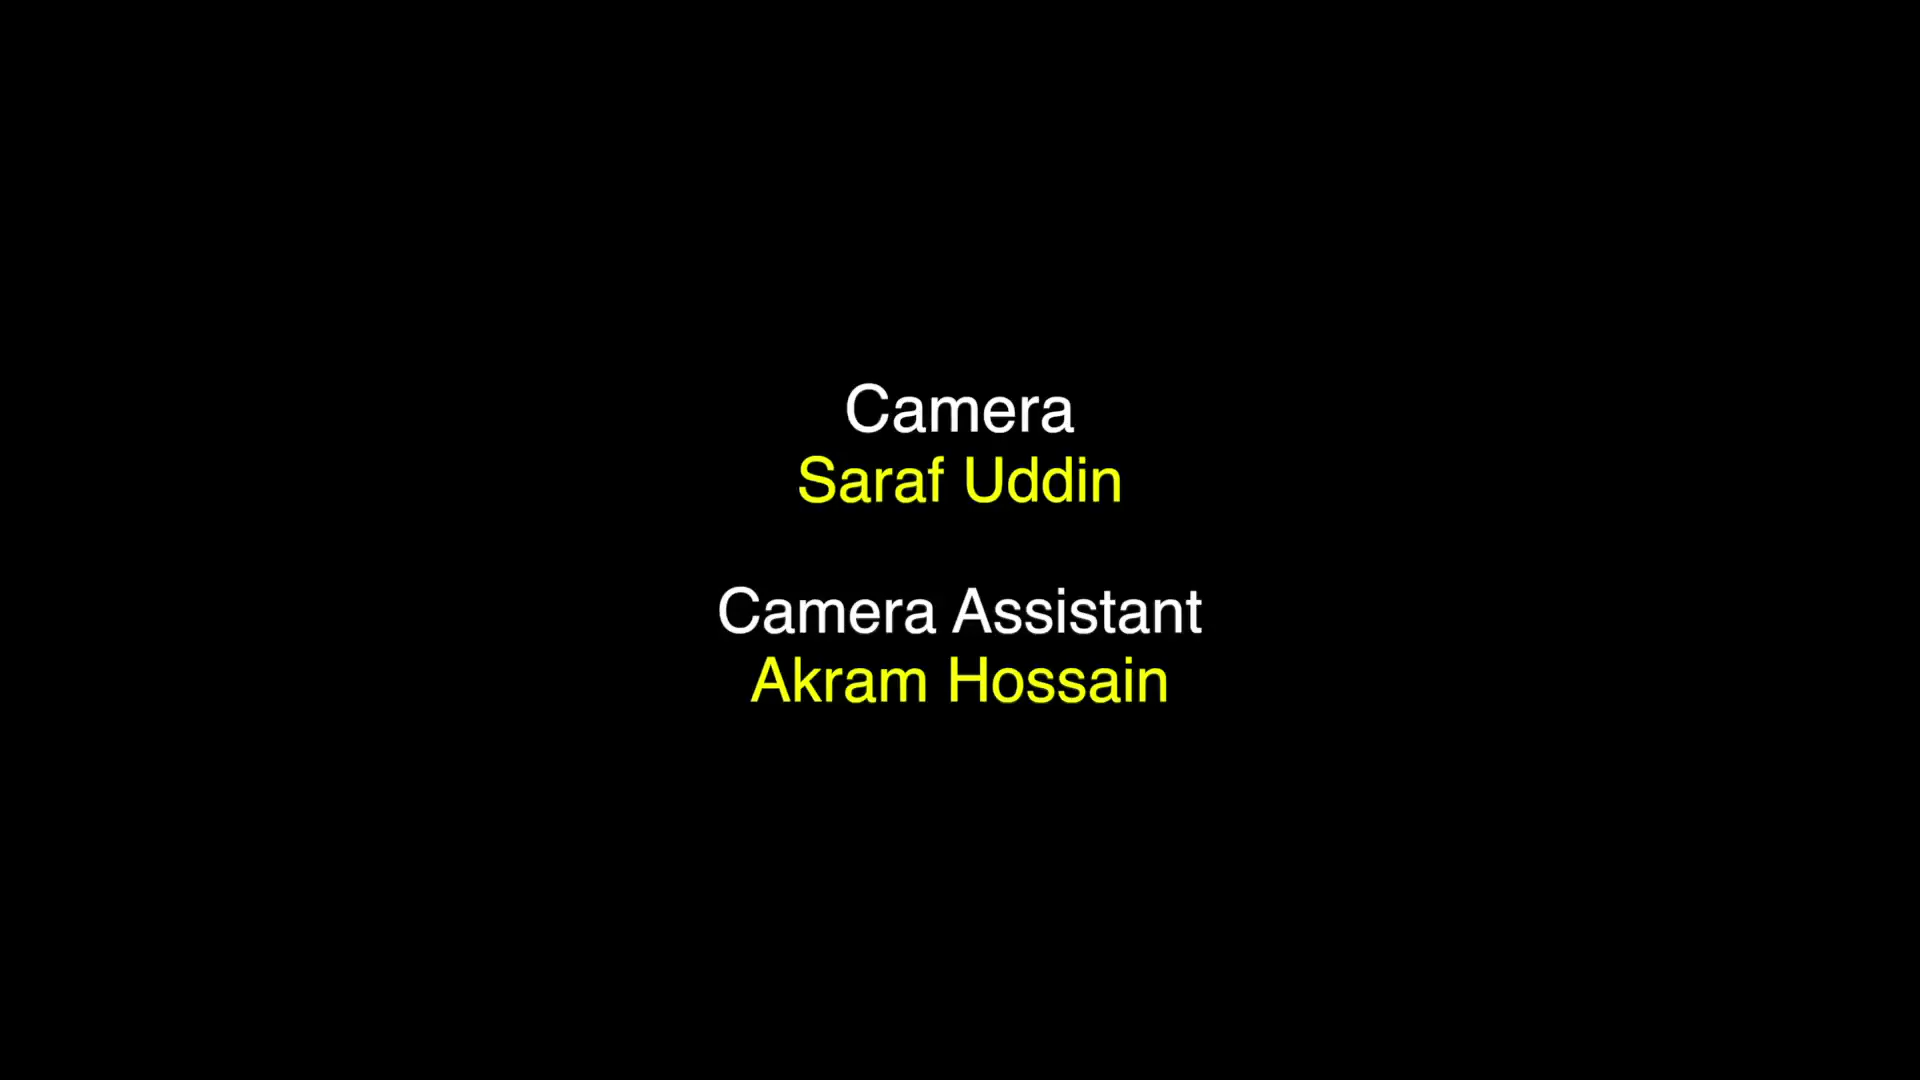 Camera
Saraf Uddin
Camera Assistant
Akram Hossain